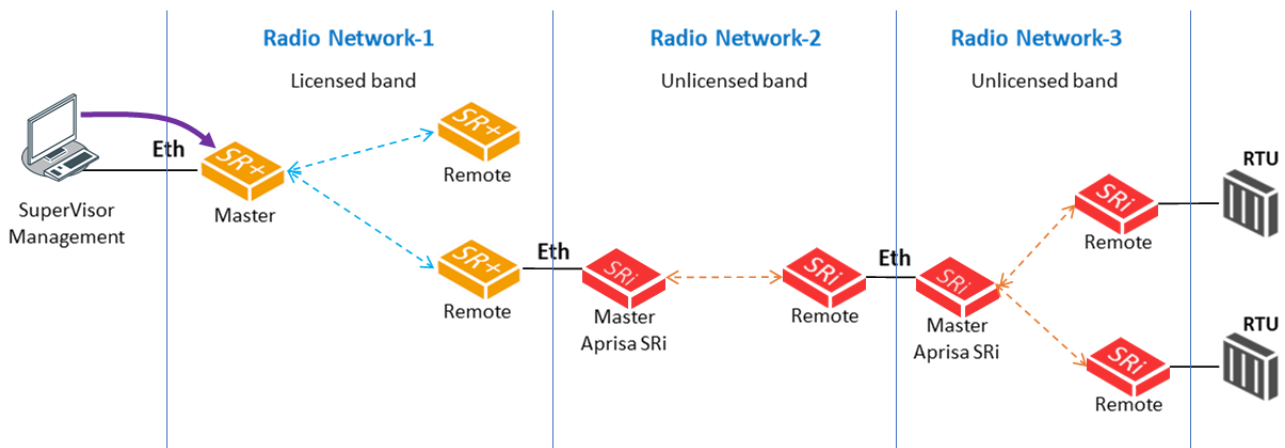 Radio Network-1
Radio Network-2
Radio Network-3
Licensed band
Unlicensed band
Unlicensed band
SR+
Remote
Eth
SR+
Master
SuperVisor
Management
SR+
Remote
Eth
SRi
Master
Aprisa SRi
SRi
Remote
Eth
SRi
Master
Aprisa SRi
SRi
Remote
RTU
SRi
Remote
RTU